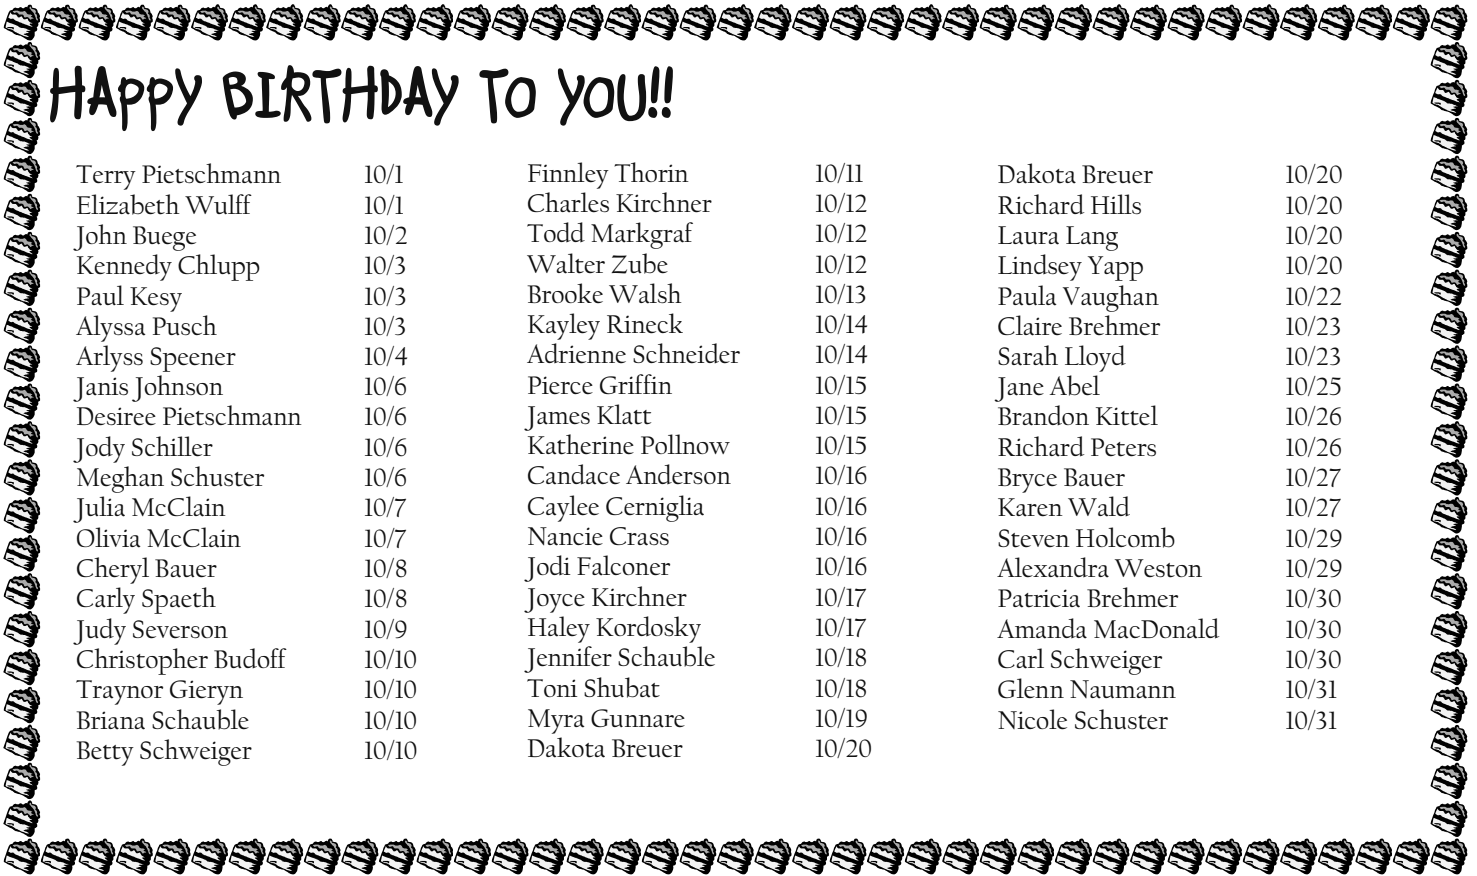 HAPPY BIRTHDAY TO YOU!!
Terry Pietschmann 10/1
Elizabeth Wulff 10/1
John Buege 10/2
Kennedy Chlupp 10/3
Paul Kesy 10/3
Alyssa Pusch 10/3
Arlyss Speener 10/4
Janis Johnson 10/6
Desiree Pietschmann 10/6
Jody Schiller 10/6
Meghan Schuster 10/6
Julia McClain 10/7
Olivia McClain 10/7
Cheryl Bauer 10/8
Carly Spaeth 10/8
Judy Severson 10/9
Christopher Budoff 10/10
Traynor Gieryn 10/10
Briana Schauble 10/10
Betty Schweiger 10/10
Finnley Thorin 10/11
Charles Kirchner 10/12
Todd Markgraf 10/12
Walter Zube 10/12
Brooke Walsh 10/13
Kayley Rineck 10/14
Adrienne Schneider 10/14
Pierce Griffin 10/15
James Klatt 10/15
Katherine Pollnow 10/15
Candace Anderson 10/16
Caylee Cerniglia 10/16
Nancie Crass 10/16
Jodi Falconer 10/16
Joyce Kirchner 10/17
Haley Kordosky 10/17
Jennifer Schauble 10/18
Toni Shubat 10/18
Myra Gunnare 10/19
Dakota Breuer 10/20
Dakota Breuer 10/20
Richard Hills 10/20
Laura Lang 10/20
Lindsey Yapp 10/20
Paula Vaughan 10/22
Claire Brehmer 10/23
Sarah Lloyd 10/23
Jane Abel 10/25
Brandon Kittel 10/26
Richard Peters 10/26
Bryce Bauer 10/27
Karen Wald 10/27
Steven Holcomb 10/29
Alexandra Weston 10/29
Patricia Brehmer 10/30
Amanda MacDonald 10/30
Carl Schweiger 10/30
Glenn Naumann 10/31
Nicole Schuster 10/31